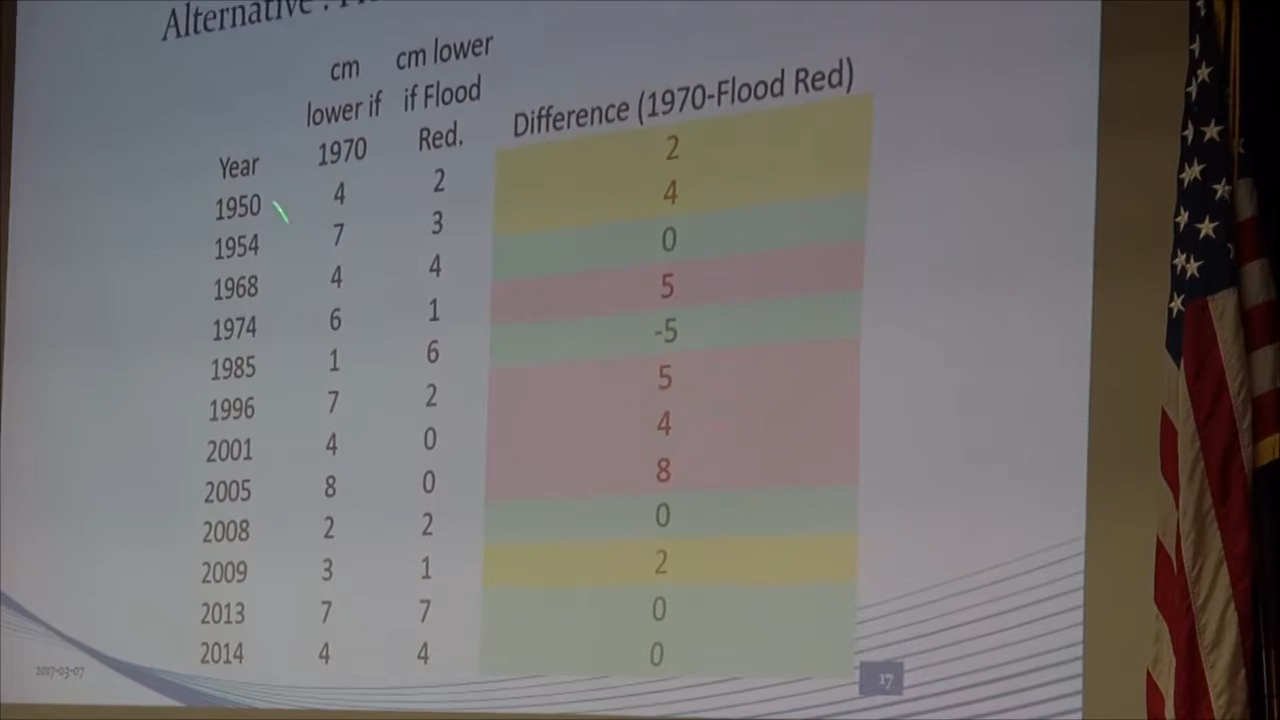 Alternative :
cm lower if 1970
cm lower if Flood Red.
Difference (1970-Flood Red)
Year
1950 4 2 2
1954 7 3 4
1968 4 4 0
1974 6 1 5
1985 1 6 -5
1996 7 2 5
2001 4 0 4
2005 8 0 8
2008 2 2 0
2009 3 1 2
2013 7 7 0
2014 4 4 0
2017-03-07
17